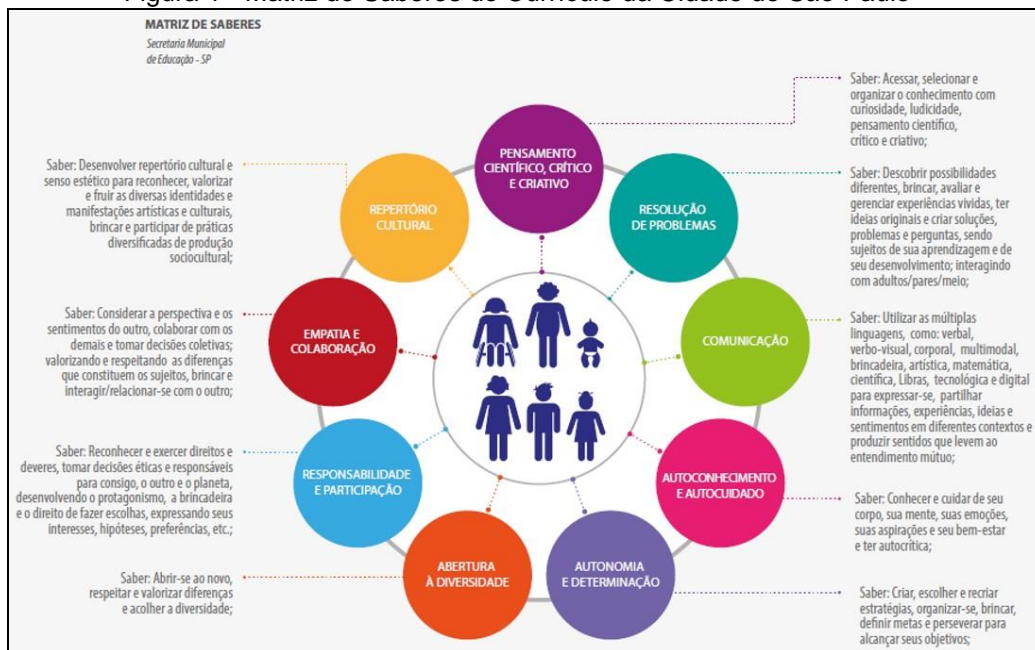 MATRIZ DE SABERES
Secretaria Municipal
de Educação - SP
PENSAMENTO
CIENTÍFICO, CRÍTICO
E CRIATIVO
Saber: Acessar, selecionar e
organizar o conhecimento com
curiosidade, ludicidade,
pensamento científico,
crítico e criativo;
RESOLUÇÃO
DE PROBLEMAS
Saber: Descobrir possibilidades
diferentes, brincar, avaliar e
gerenciar experiências vividas, ter
ideias originais e criar soluções,
problemas e perguntas, sendo
sujeitos de sua aprendizagem e de
seu desenvolvimento; interagindo
com adultos/pares/meio;
COMUNICAÇÃO
Saber: Utilizar as múltiplas
linguagens, como: verbal,
verbo-visual, corporal, multimodal,
brincadeira, artística, matemática,
científica, Libras, tecnológica e digital
para expressar-se, partilhar
informações, experiências, ideias e
sentimentos em diferentes contextos e
produzir sentidos que levem ao
entendimento mútuo;
AUTOCONHECIMENTO
E AUTOCUIDADO
Saber: Conhecer e cuidar de seu
corpo, sua mente, suas emoções,
suas aspirações e seu bem-estar
e ter autocrítica;
AUTONOMIA
E DETERMINAÇÃO
Saber: Criar, escolher e recriar
estratégias, organizar-se, brincar,
definir metas e perseverar para
alcançar seus objetivos;
ABERTURA
À DIVERSIDADE
Saber: Abrir-se ao novo,
respeitar e valorizar diferenças
e acolher a diversidade;
RESPONSABILIDADE
E PARTICIPAÇÃO
Saber: Reconhecer e exercer direitos e
deveres, tomar decisões éticas e responsáveis
para consigo, o outro e o planeta,
desenvolvendo o protagonismo, a brincadeira
e o direito de fazer escolhas, expressando seus
interesses, hipóteses, preferências, etc.;
EMPATIA E
COLABORAÇÃO
Saber: Considerar a perspectiva e os
sentimentos do outro, colaborar com os
demais e tomar decisões coletivas;
valorizando e respeitando as diferenças
que constituem os sujeitos, brincar e
interagir/relacionar-se com o outro;
REPERTÓRIO
CULTURAL
Saber: Desenvolver repertório cultural e
senso estético para reconhecer, valorizar
e fruir as diversas identidades e
manifestações artísticas e culturais,
brincar e participar de práticas
diversificadas de produção
sociocultural;